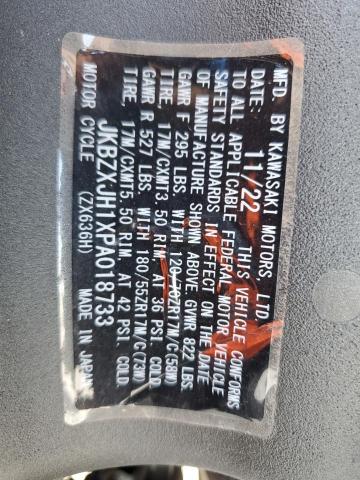 MFD. BY KAWASAKI MOTORS, LTD.
DATE: 11/22 THIS VEHICLE CONFORMS
TO ALL APPLICABLE FEDERAL MOTOR VEHICLE
SAFETY STANDARDS IN EFFECT ON THE DATE
OF MANUFACTURE SHOWN ABOVE. GVWR 822 LBS.
GAWR F 295 LBS. WITH 120/70ZR17M/C(58W)
TIRE, 17M/CXMT3.50 RIM, AT 36 PSI. COLD.
GAWR R 527 LBS. WITH 180/55ZR17M/C(73W)
TIRE, 17M/CXMT5.50 RIM, AT 42 PSI. COLD.
JKBZXJH1XPA018733
MOTOR CYCLE (ZX636H) MADE IN JAPAN